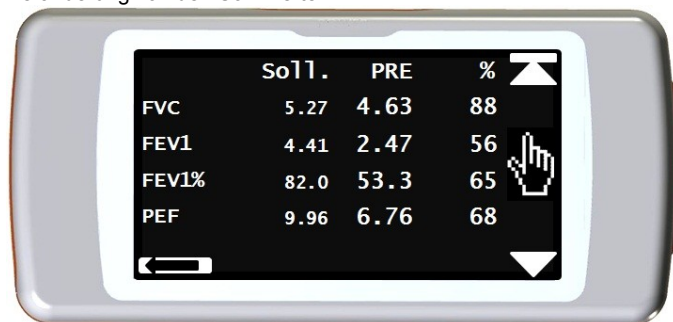 Soll. PRE %
FVC 5.27 4.63 88
FEV1 4.41 2.47 56
FEV1% 82.0 53.3 65
PEF 9.96 6.76 68